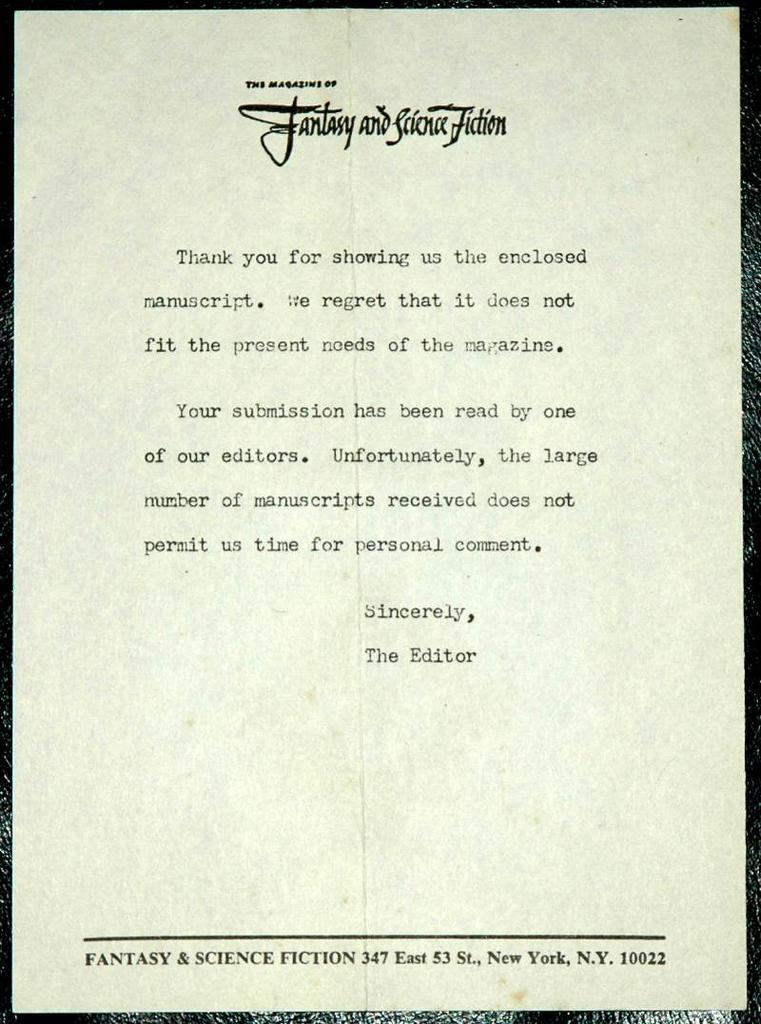 THE MAGAZINE OF
Fantasy and Science Fiction
Thank you for showing us the enclosed
manuscript. We regret that it does not
fit the present needs of the magazine.
Your submission has been read by one
of our editors. Unfortunately, the large
number of manuscripts received does not
permit us time for personal comment.
Sincerely,
The Editor
FANTASY & SCIENCE FICTION 347 East 53 St., New York, N.Y. 10022